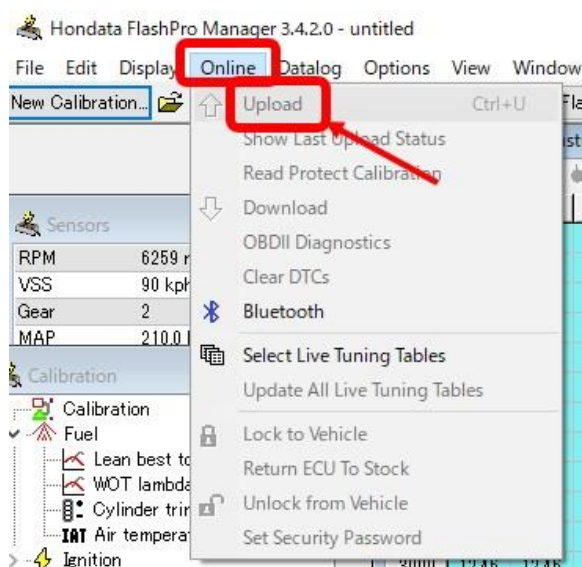 Hondata FlashPro Manager 3.4.2.0 - untitled
File Edit Display Online Datalog Options View Window
New Calibration...
Upload Ctrl+U
Show Last Upload Status
Read Protect Calibration
Download
OBDII Diagnostics
Clear DTCs
Bluetooth
Select Live Tuning Tables
Update All Live Tuning Tables
Lock to Vehicle
Return ECU To Stock
Unlock from Vehicle
Set Security Password
Sensors
RPM 6259
VSS 90 kph
Gear 2
MAP 210.0
Calibration
Calibration
Fuel
Lean best
WOT lambda
Cylinder
IAT Air
Ignition